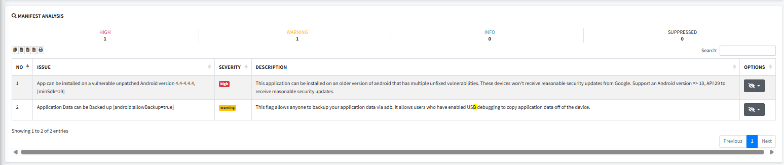 MANIFEST ANALYSIS
HIGH
1
WARNING
1
INFO
0
SUPPRESSED
0
Search:
NO ISSUE SEVERITY DESCRIPTION OPTIONS
1 App can be installed on a vulnerable unpatched Android version 4.4-4.4.4, high This application can be installed on an older version of android that has multiple unfixed vulnerabilities. These devices won't receive reasonable security updates from Google. Support an Android version => 10, API 29 to
[minSdk=19] receive reasonable security updates.
2 Application Data can be Backed up [android:allowBackup=true] warning This flag allows anyone to backup your application data via adb. It allows users who have enabled USB debugging to copy application data off of the device.
Showing 1 to 2 of 2 entries
Previous 1 Next